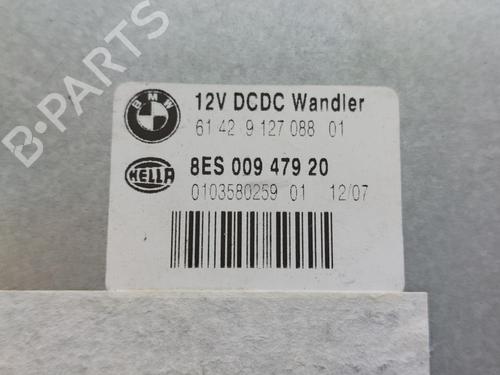 BMW
12V DCDC Wandler
61 42 9 127 088 01
HELLA
8ES 009 479 20
0103580259 01 12/07
B-PARTS